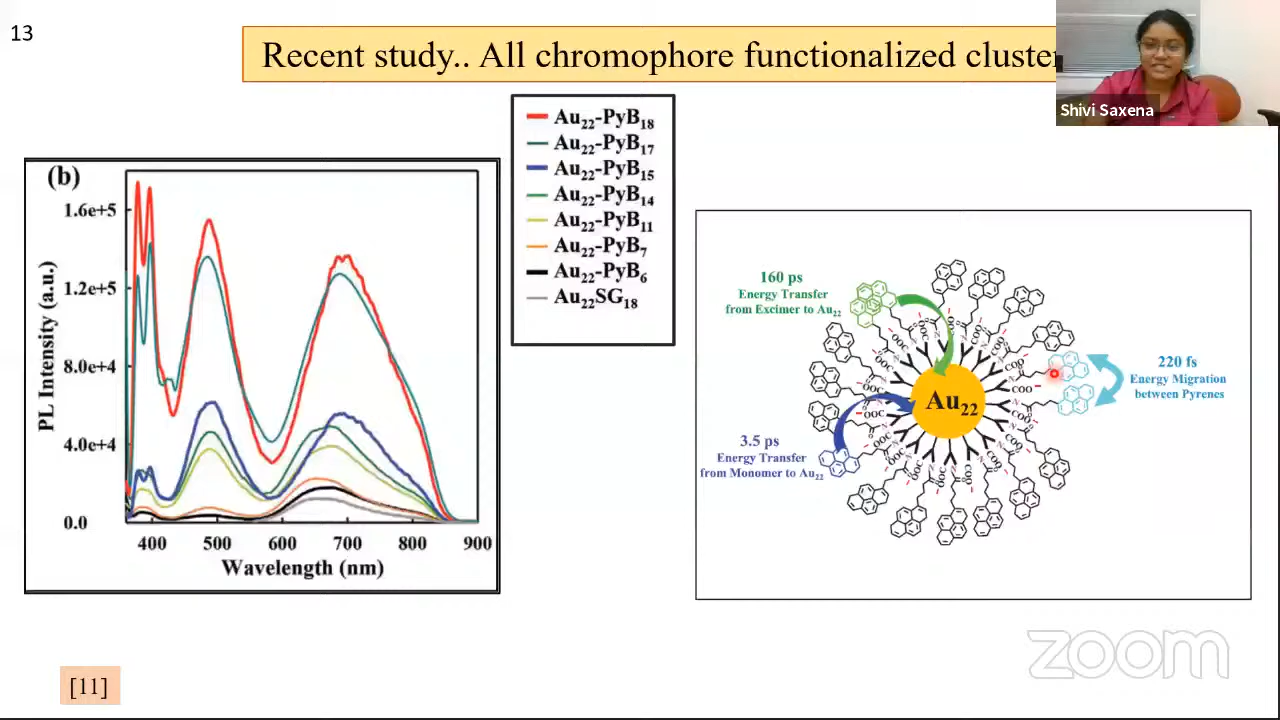 13
Recent study.. All chromophore functionalized cluste
Shivi Saxena
(b)
1.6e+5
1.2e+5
8.0e+4
4.0e+4
0.0
PL Intensity (a.u.)
400 500 600 700 800 900
Wavelength (nm)
Au22-PyB18
Au22-PyB17
Au22-PyB15
Au22-PyB14
Au22-PyB11
Au22-PyB7
Au22-PyB6
Au22SG18
160 ps
Energy Transfer
from Excimer to Au22
220 fs
Energy Migration
between Pyrenes
Au22
3.5 ps
Energy Transfer
from Monomer to Au22
COO
COO
OOC
OOC
zoom
[11]